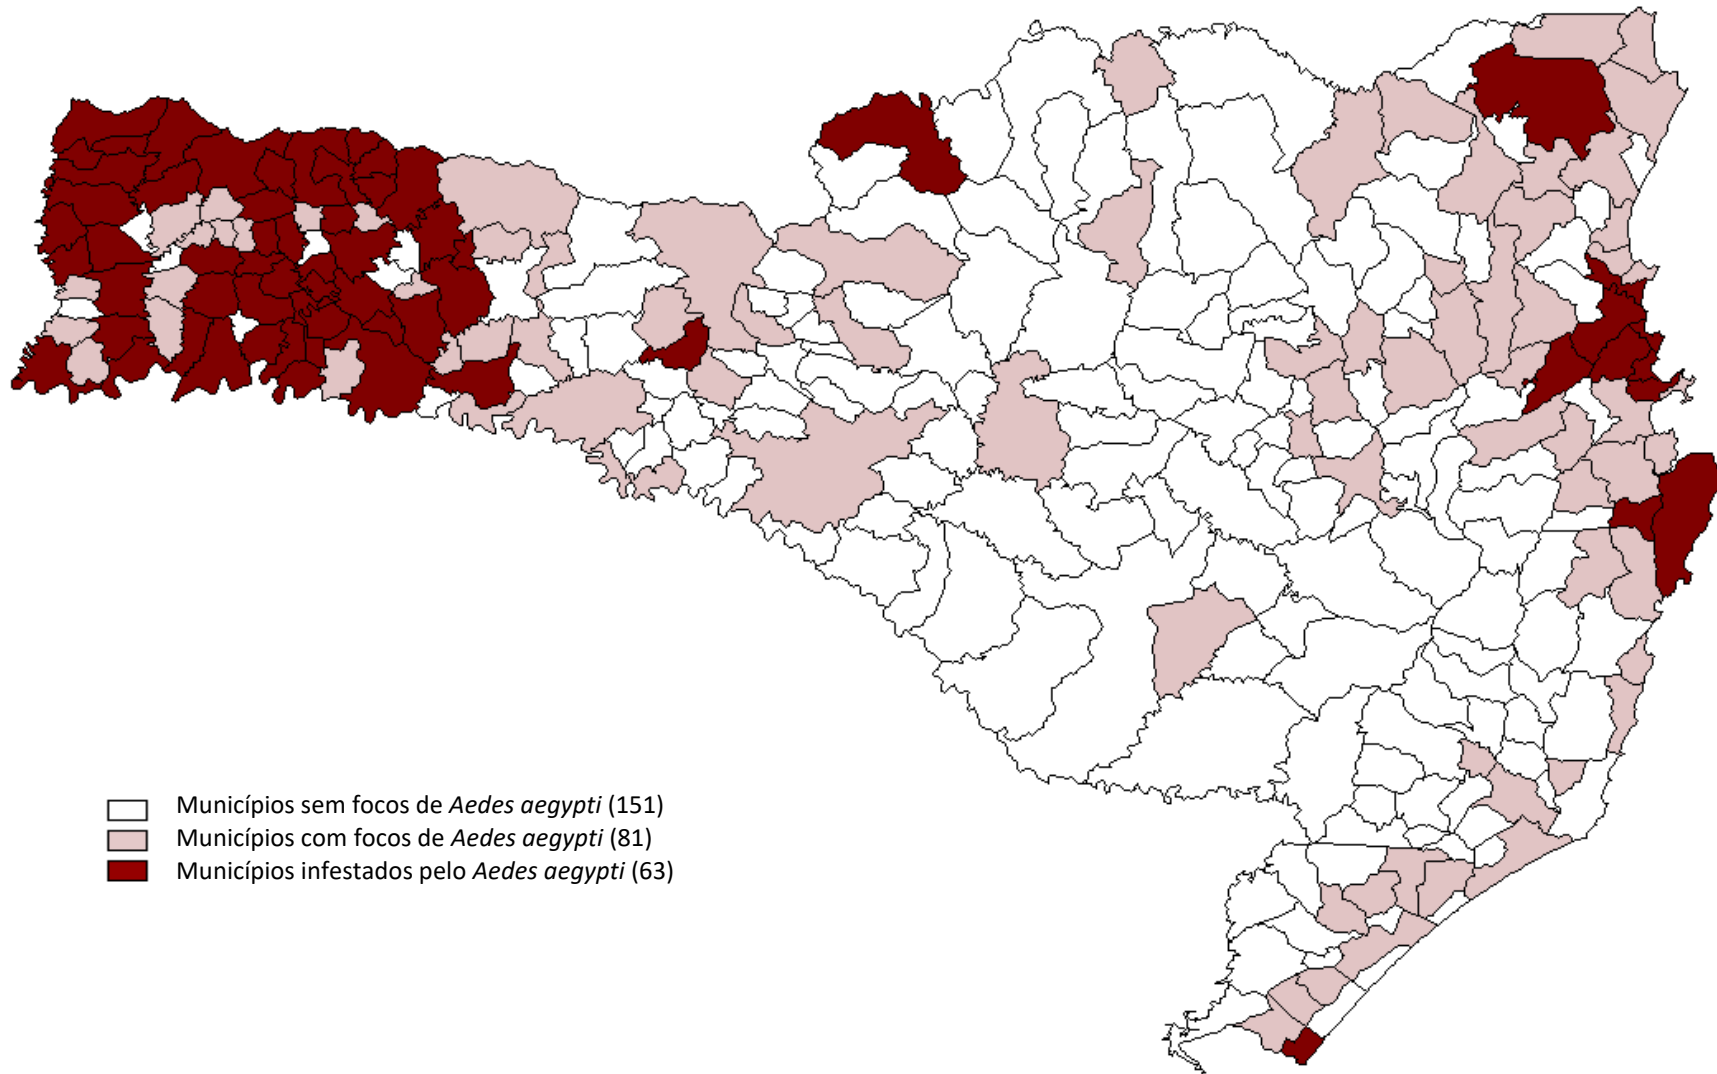 Municípios sem focos de Aedes aegypti (151)
Municípios com focos de Aedes aegypti (81)
Municípios infestados pelo Aedes aegypti (63)